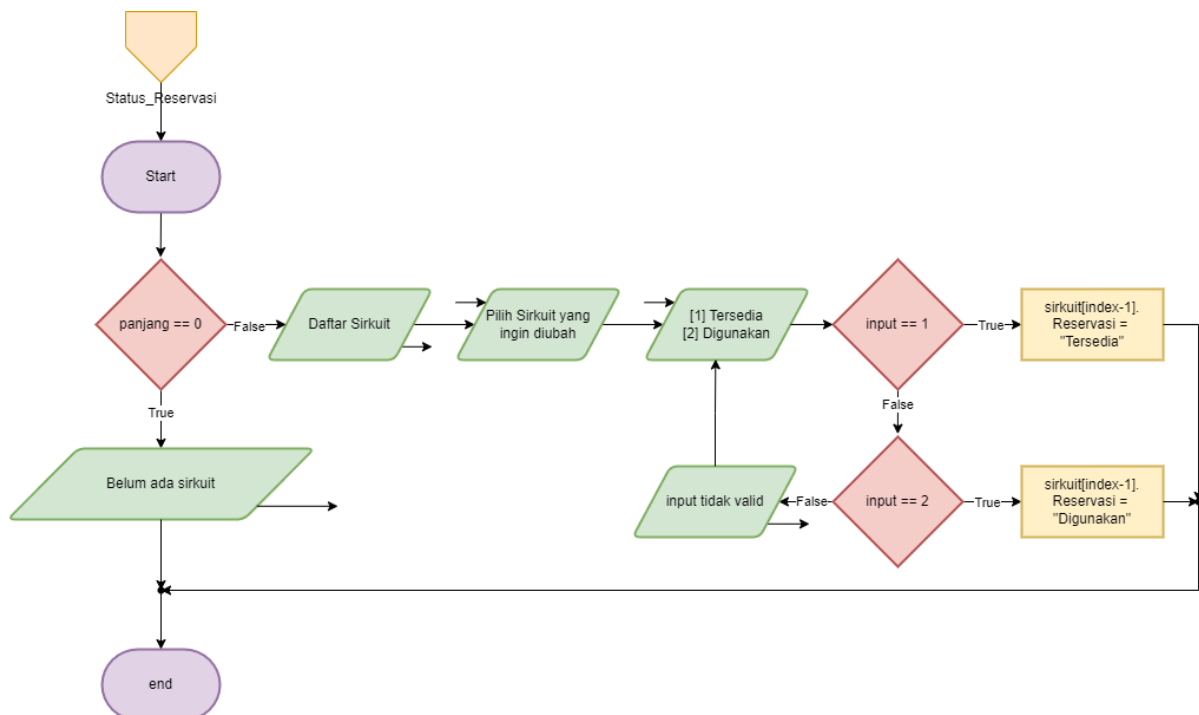 Status_Reservasi
Start
panjang == 0
False
Daftar Sirkuit
Pilih Sirkuit yang
ingin diubah
[1] Tersedia
[2] Digunakan
input == 1
True
sirkuit[index-1].
Reservasi =
"Tersedia"
True
False
Belum ada sirkuit
input tidak valid
False
input == 2
True
sirkuit[index-1].
Reservasi =
"Digunakan"
end